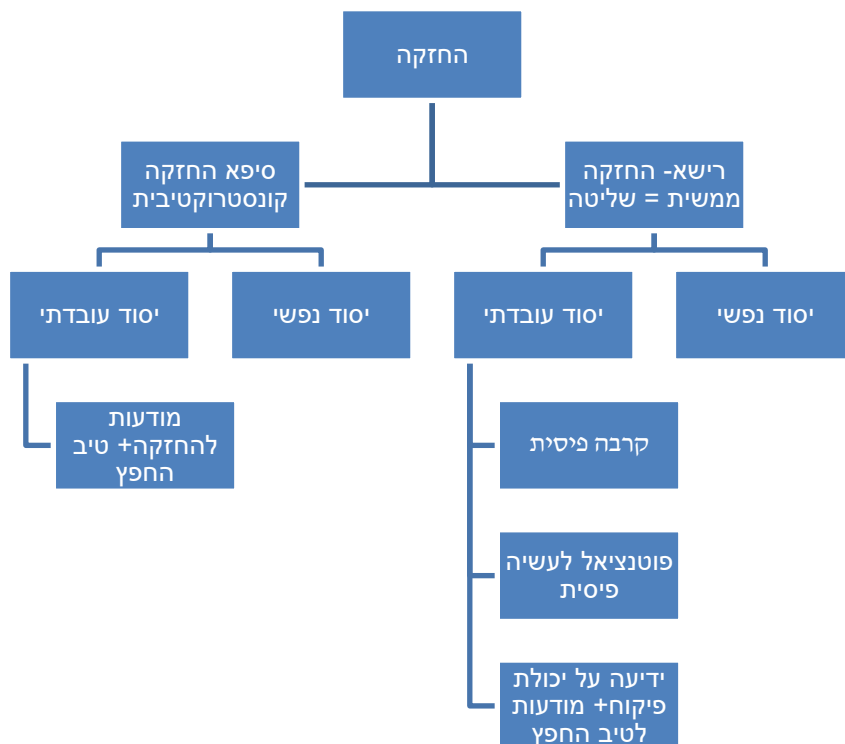 החזקה
רישא- החזקה
ממשית = שליטה
סיפא החזקה
קונסטרוקטיבית
יסוד נפשי
יסוד עובדתי
יסוד נפשי
יסוד עובדתי
קרבה פיסית
מודעות
להחזקה+ טיב
החפץ
פוטנציאל לעשיה
פיסית
ידיעה על יכולת
פיקוח+ מודעות
לטיב החפץ